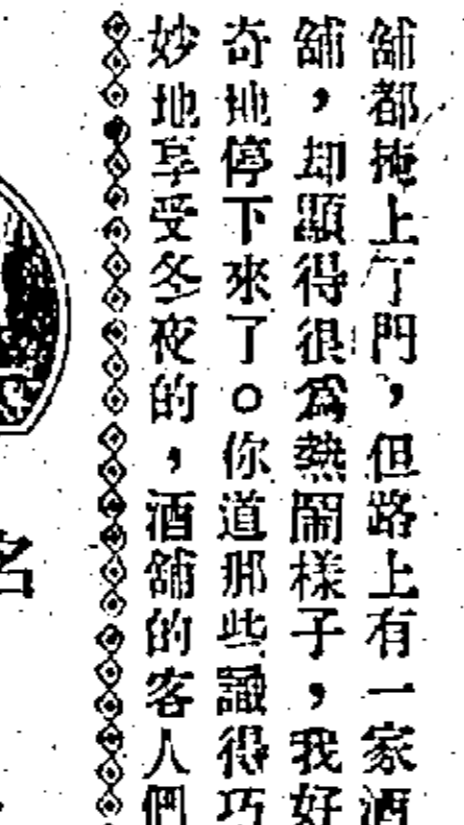 舖都掩上了門，但路上有一家酒
舖，却顯得很為熱鬧樣子，我好
奇地停下來了。你道那些識得巧
妙地享受冬夜的，酒舖的客人們
名